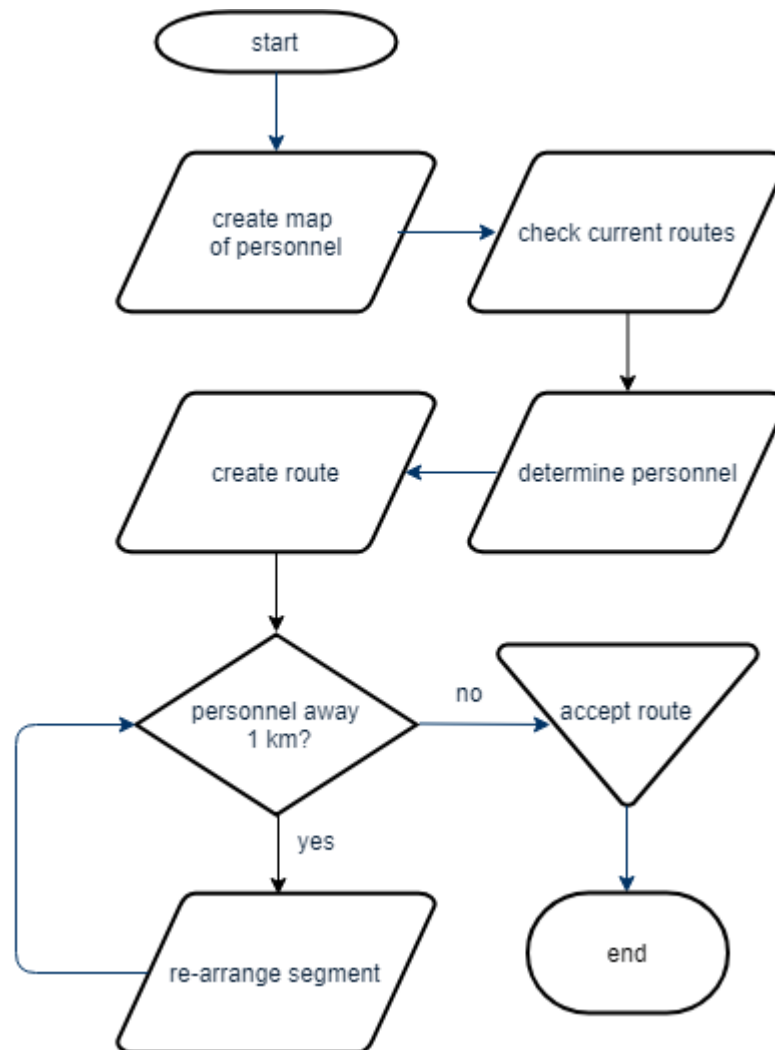 start
create map
of personnel
check current routes
determine personnel
create route
personnel away
1 km?
no
accept route
yes
re-arrange segment
end